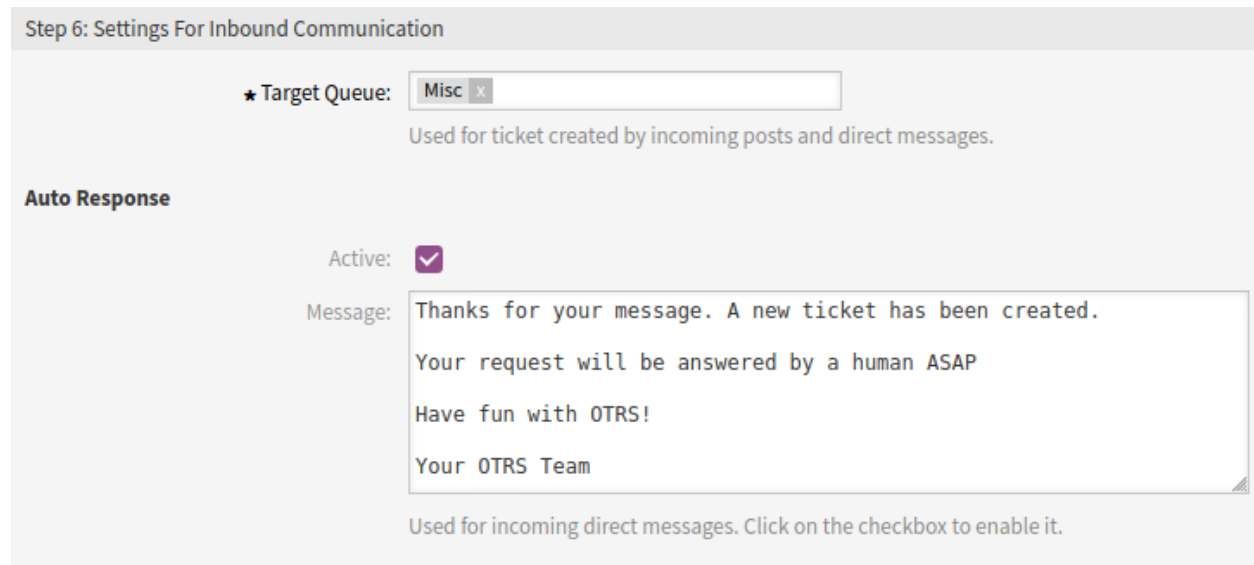 Step 6: Settings For Inbound Communication
★ Target Queue: Misc x
Used for ticket created by incoming posts and direct messages.
Auto Response
Active:
Message: Thanks for your message. A new ticket has been created.
Your request will be answered by a human ASAP
Have fun with OTRS!
Your OTRS Team
Used for incoming direct messages. Click on the checkbox to enable it.